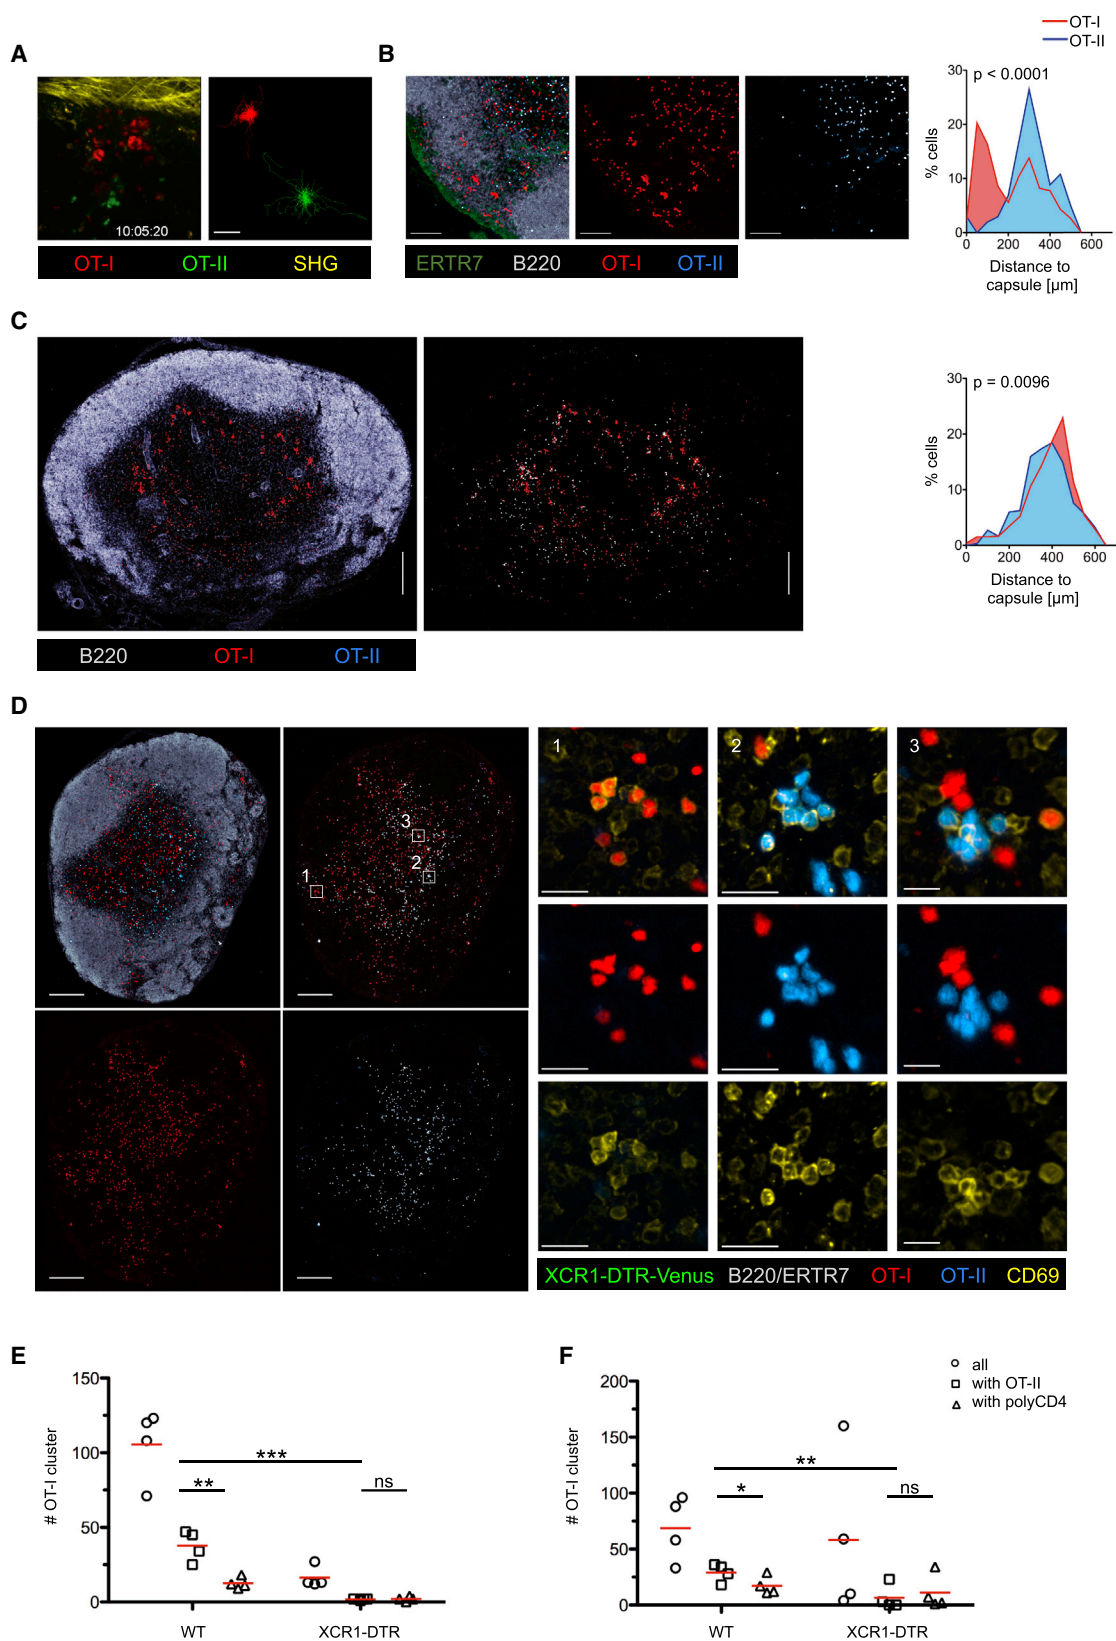 OT-I
OT-II
A
B
10:05:20
OT-I OT-II SHG
ERTR7 B220 OT-I OT-II
p < 0.0001
30
20
10
0
% cells
0 200 400 600
Distance to
capsule [µm]
C
B220 OT-I OT-II
p = 0.0096
30
20
10
0
% cells
0 200 400 600
Distance to
capsule [µm]
D
1
2
3
1 2 3
XCR1-DTR-Venus B220/ERTR7 OT-I OT-II CD69
E
150
100
50
0
# OT-I cluster
***
**
ns
WT XCR1-DTR
F
all
with OT-II
with polyCD4
200
150
100
50
0
# OT-I cluster
**
*
ns
WT XCR1-DTR